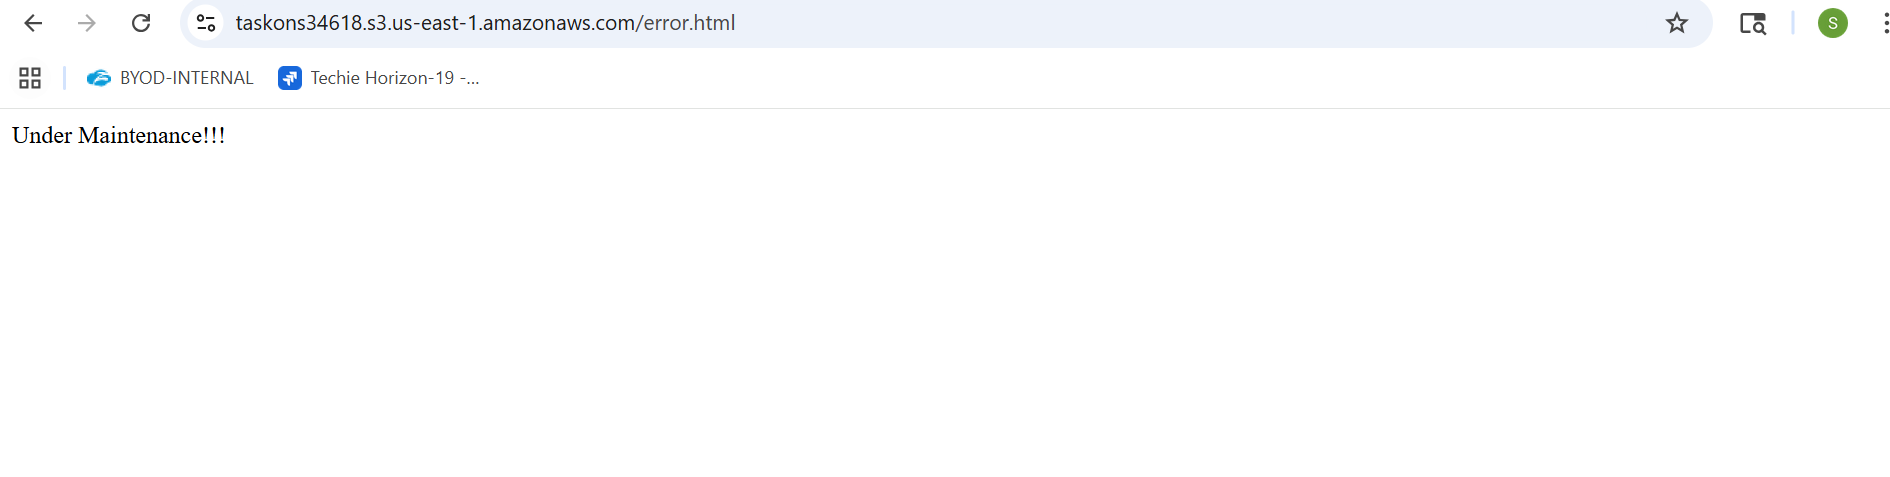 taskons34618.s3.us-east-1.amazonaws.com/error.html
S
BYOD-INTERNAL
Techie Horizon-19 -...
Under Maintenance!!!